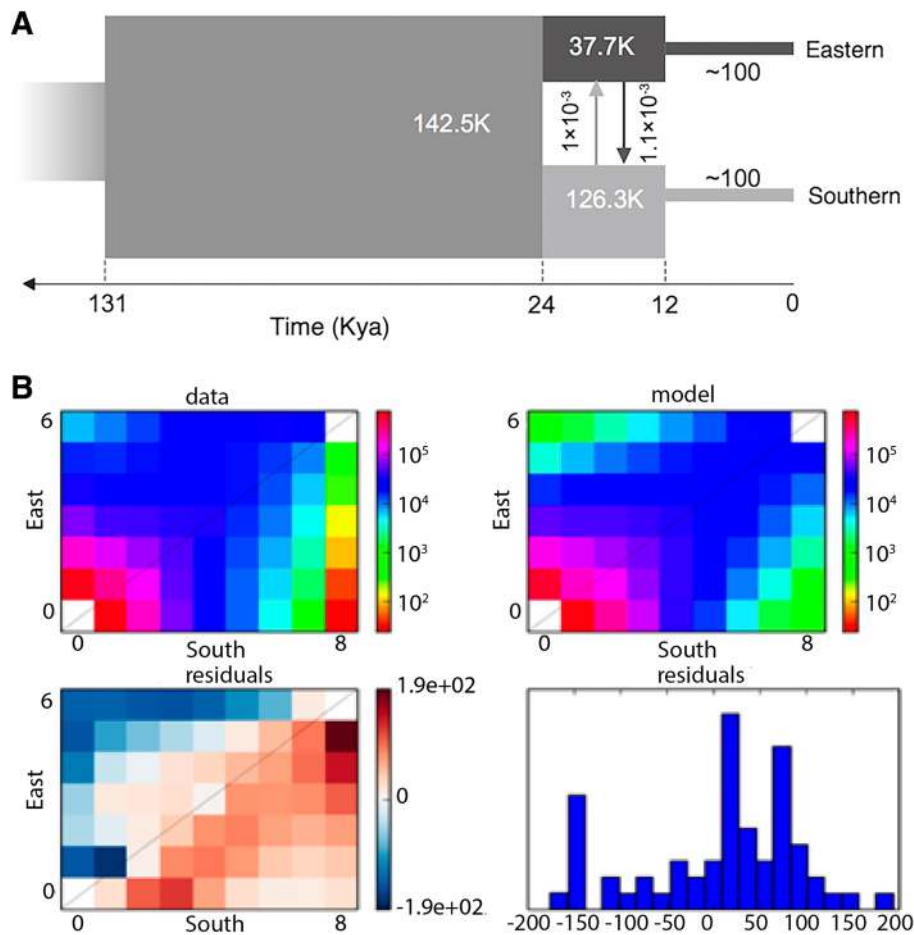 A
37.7K
Eastern
~100
142.5K
1×10⁻³
1.1×10⁻³
~100
126.3K
Southern
131
24
12
0
Time (Kya)
B
data
6
East
0
0
South
8
10⁵
10⁴
10³
10²
model
6
East
0
0
South
8
10⁵
10⁴
10³
10²
residuals
6
East
0
0
South
8
1.9e+02
0
-1.9e+02
residuals
-200 -150 -100 -50 0 50 100 150 200